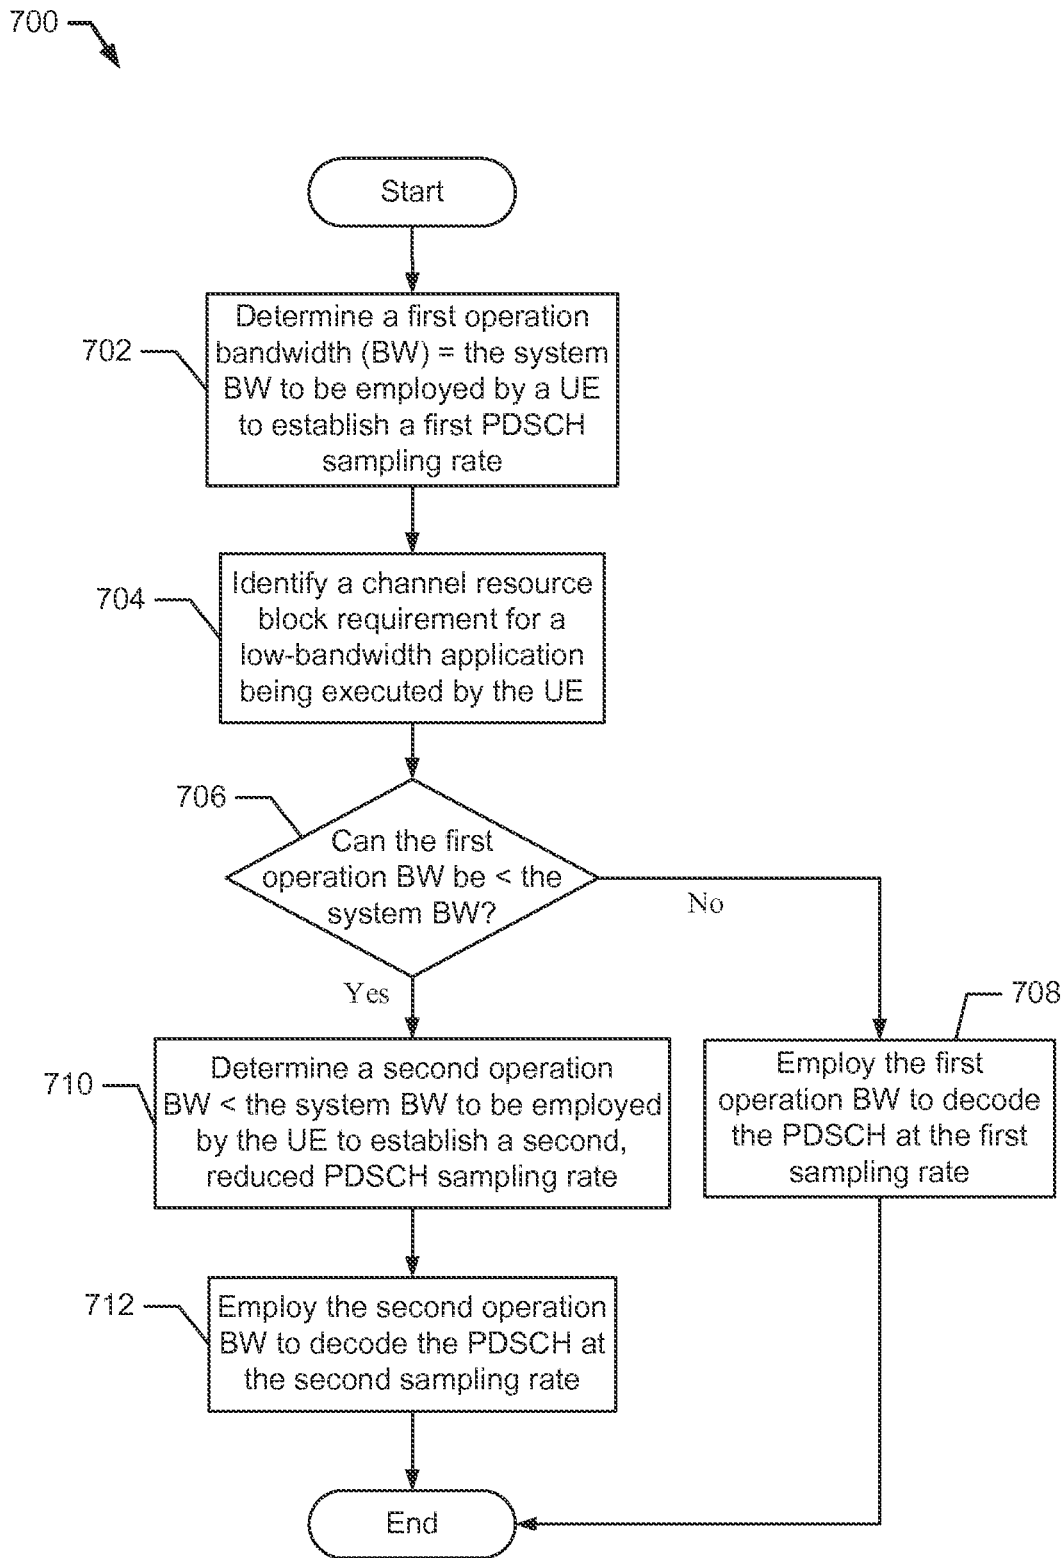 700
Start
702
Determine a first operation
bandwidth (BW) = the system
BW to be employed by a UE
to establish a first PDSCH
sampling rate
704
Identify a channel resource
block requirement for a
low-bandwidth application
being executed by the UE
706
Can the first
operation BW be < the
system BW?
No
Yes
708
Employ the first
operation BW to decode
the PDSCH at the first
sampling rate
710
Determine a second operation
BW < the system BW to be employed
by the UE to establish a second,
reduced PDSCH sampling rate
712
Employ the second operation
BW to decode the PDSCH at
the second sampling rate
End